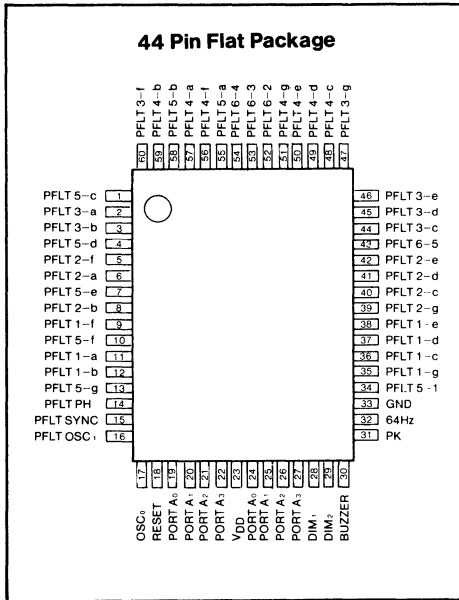 44 Pin Flat Package
PFLT 3-f
PFLT 4-b
PFLT 5-b
PFLT 4-a
PFLT 4-f
PFLT 5-a
PFLT 6-4
PFLT 6-3
PFLT 6-2
PFLT 4-g
PFLT 4-e
PFLT 4-d
PFLT 4-c
PFLT 3-g
60 59 58 57 56 55 54 53 52 51 50 49 48 47
PFLT 5-c 1
PFLT 3-a 2
PFLT 3-b 3
PFLT 5-d 4
PFLT 2-f 5
PFLT 2-a 6
PFLT 5-e 7
PFLT 2-b 8
PFLT 1-f 9
PFLT 5-f 10
PFLT 1-a 11
PFLT 1-b 12
PFLT 5-g 13
PFLT PH 14
PFLT SYNC 15
PFLT OSC₁ 16
46 PFLT 3-e
45 PFLT 3-d
44 PFLT 3-c
43 PFLT 6-5
42 PFLT 2-e
41 PFLT 2-d
40 PFLT 2-c
39 PFLT 2-g
38 PFLT 1-e
37 PFLT 1-d
36 PFLT 1-c
35 PFLT 1-g
34 PFLT 5-1
33 GND
32 64Hz
31 PK
17 18 19 20 21 22 23 24 25 26 27 28 29 30
OSC₀
RESET
PORT A₀
PORT A₁
PORT A₂
PORT A₃
VDD
PORT A₀
PORT A₁
PORT A₂
PORT A₃
DIM₁
DIM₂
BUZZER